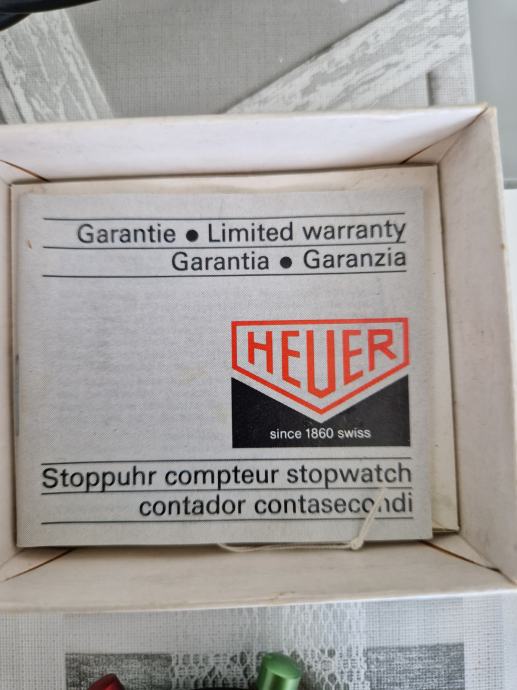 Garantie ● Limited warranty
Garantia ● Garanzia
HEUER
since 1860 swiss
Stoppuhr compteur stopwatch
contador contasecondi